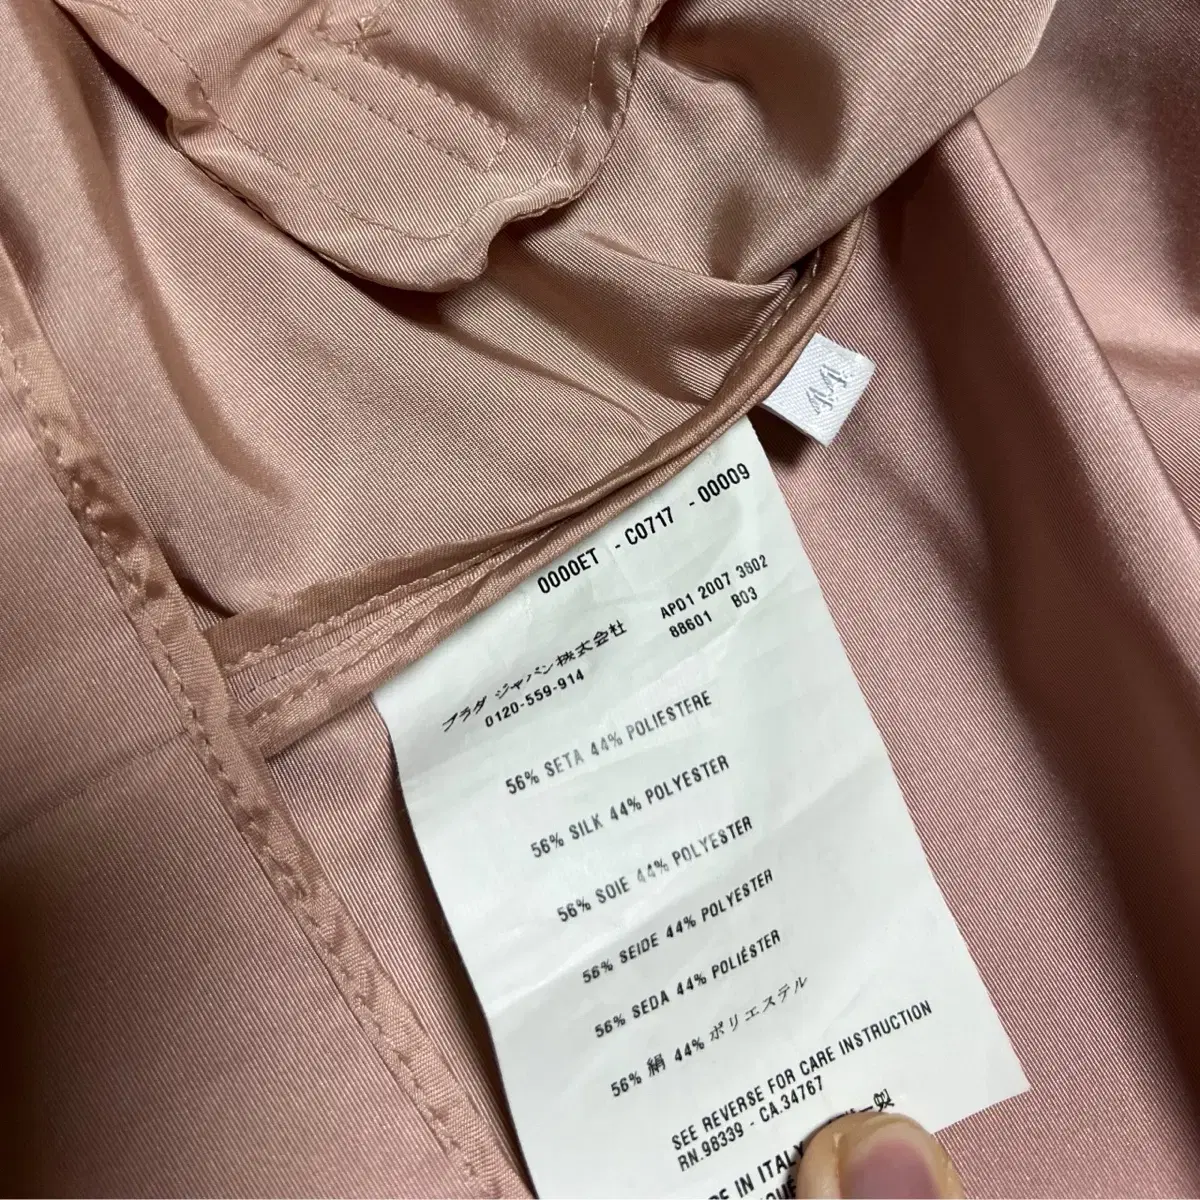 0000ET - C0717 - 00009
プラダ ジャパン株式会社
0120-559-914
APD1 2007 3602
88601 B03
56% SETA 44% POLIESTERE
56% SILK 44% POLYESTER
56% SOIE 44% POLYESTER
56% SEIDE 44% POLYESTER
56% SEDA 44% POLIÉSTER
56% 絹 44% ポリエステル
SEE REVERSE FOR CARE INSTRUCTION
RN.98339 - CA.34767
IN ITALY